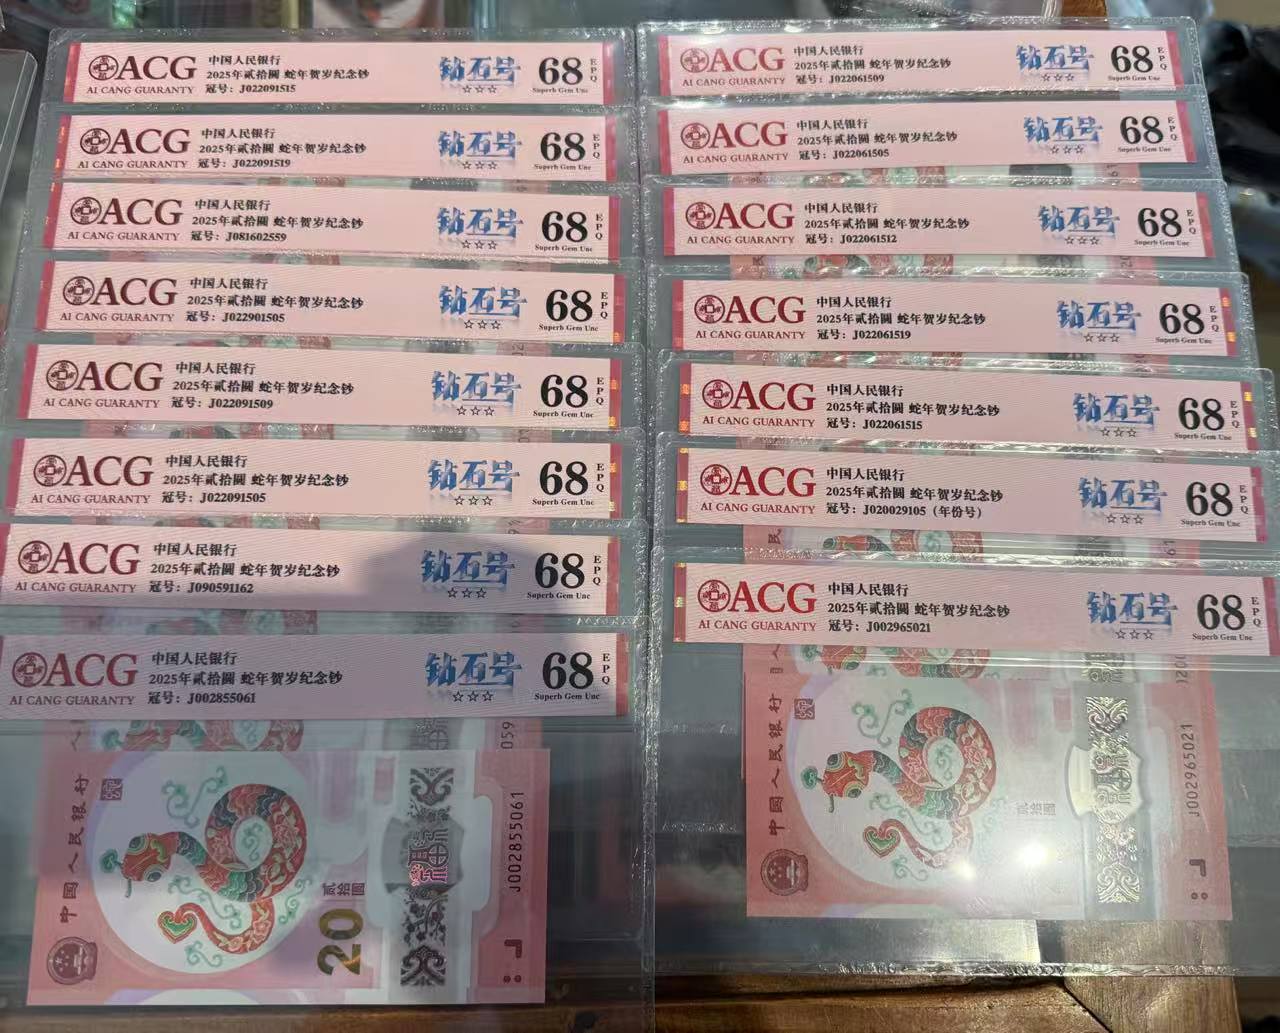 ACG
AI CANG GUARANTY
中国人民银行
2025年贰拾圆 蛇年贺岁纪念钞
冠号：J022091515
钻石号
☆☆☆
68
EPQ
Superb Gem Unc
ACG
AI CANG GUARANTY
中国人民银行
2025年贰拾圆 蛇年贺岁纪念钞
冠号：J022091519
钻石号
☆☆☆
68
EPQ
Superb Gem Unc
ACG
AI CANG GUARANTY
中国人民银行
2025年贰拾圆 蛇年贺岁纪念钞
冠号：J081602559
钻石号
☆☆☆
68
EPQ
Superb Gem Unc
ACG
AI CANG GUARANTY
中国人民银行
2025年贰拾圆 蛇年贺岁纪念钞
冠号：J022901505
钻石号
☆☆☆
68
EPQ
Superb Gem Unc
ACG
AI CANG GUARANTY
中国人民银行
2025年贰拾圆 蛇年贺岁纪念钞
冠号：J022091509
钻石号
☆☆☆
68
EPQ
Superb Gem Unc
ACG
AI CANG GUARANTY
中国人民银行
2025年贰拾圆 蛇年贺岁纪念钞
冠号：J022091505
钻石号
☆☆☆
68
EPQ
Superb Gem Unc
ACG
AI CANG GUARANTY
中国人民银行
2025年贰拾圆 蛇年贺岁纪念钞
冠号：J090591162
钻石号
☆☆☆
68
EPQ
Superb Gem Unc
ACG
AI CANG GUARANTY
中国人民银行
2025年贰拾圆 蛇年贺岁纪念钞
冠号：J002855061
钻石号
☆☆☆
68
EPQ
Superb Gem Unc
中国人民银行
贰拾圆
20
J002855061
ACG
AI CANG GUARANTY
中国人民银行
2025年贰拾圆 蛇年贺岁纪念钞
冠号：J022061509
钻石号
☆☆☆
68
EPQ
Superb Gem Unc
ACG
AI CANG GUARANTY
中国人民银行
2025年贰拾圆 蛇年贺岁纪念钞
冠号：J022061505
钻石号
☆☆☆
68
EPQ
Superb Gem Unc
ACG
AI CANG GUARANTY
中国人民银行
2025年贰拾圆 蛇年贺岁纪念钞
冠号：J022061512
钻石号
☆☆☆
68
EPQ
Superb Gem Unc
ACG
AI CANG GUARANTY
中国人民银行
2025年贰拾圆 蛇年贺岁纪念钞
冠号：J022061519
钻石号
☆☆☆
68
EPQ
Superb Gem Unc
ACG
AI CANG GUARANTY
中国人民银行
2025年贰拾圆 蛇年贺岁纪念钞
冠号：J022061515
钻石号
☆☆☆
68
EPQ
Superb Gem Unc
ACG
AI CANG GUARANTY
中国人民银行
2025年贰拾圆 蛇年贺岁纪念钞
冠号：J020029105（年份号）
钻石号
☆☆☆
68
EPQ
Superb Gem Unc
ACG
AI CANG GUARANTY
中国人民银行
2025年贰拾圆 蛇年贺岁纪念钞
冠号：J002965021
钻石号
☆☆☆
68
EPQ
Superb Gem Unc
中国人民银行
贰拾圆
J002965021